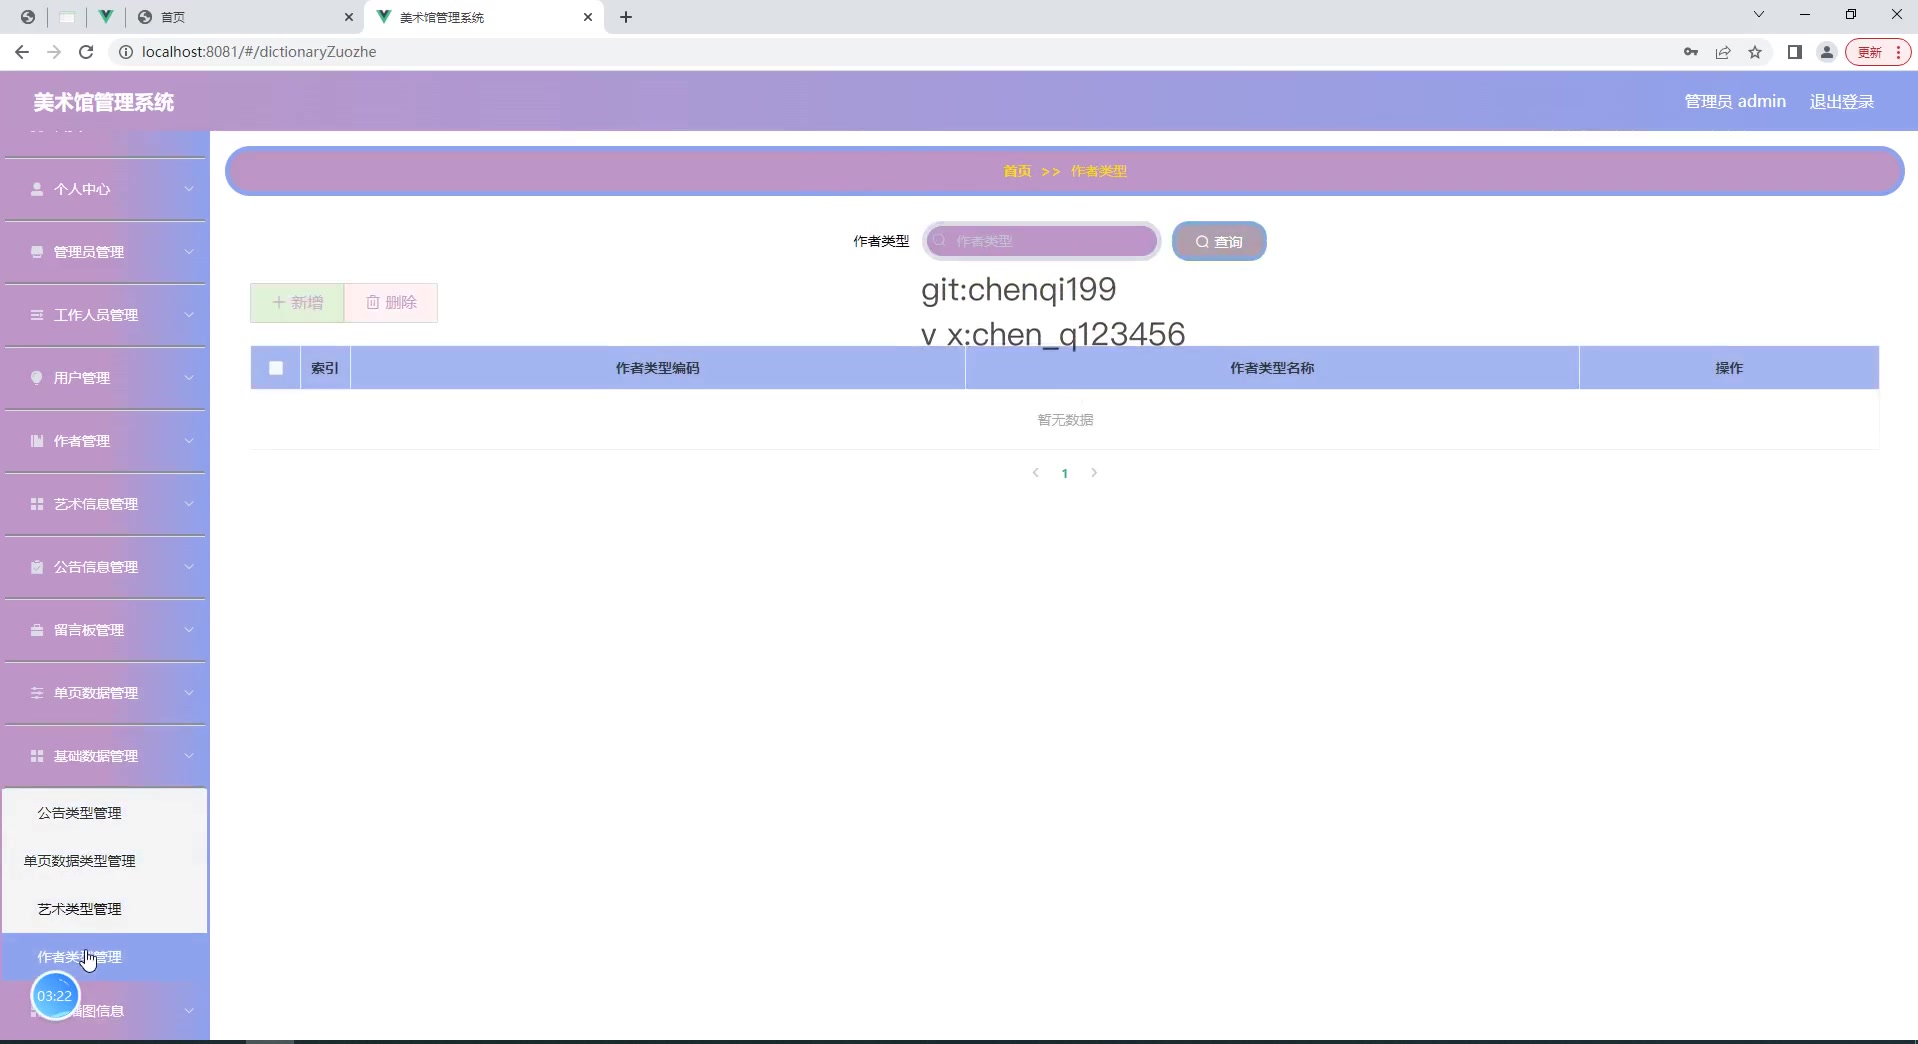 首页
美术馆管理系统
localhost:8081/#/dictionaryZuozhe
更新
美术馆管理系统
管理员 admin
退出登录
个人中心
管理员管理
工作人员管理
用户管理
作者管理
艺术信息管理
公告信息管理
留言板管理
单页数据管理
基础数据管理
公告类型管理
单页数据类型管理
艺术类型管理
作者类型管理
03:22
播图信息
首页 >> 作者类型
作者类型
作者类型
查询
git:chenqi199
v x:chen_q123456
新增
删除
索引
作者类型编码
作者类型名称
操作
暂无数据
1